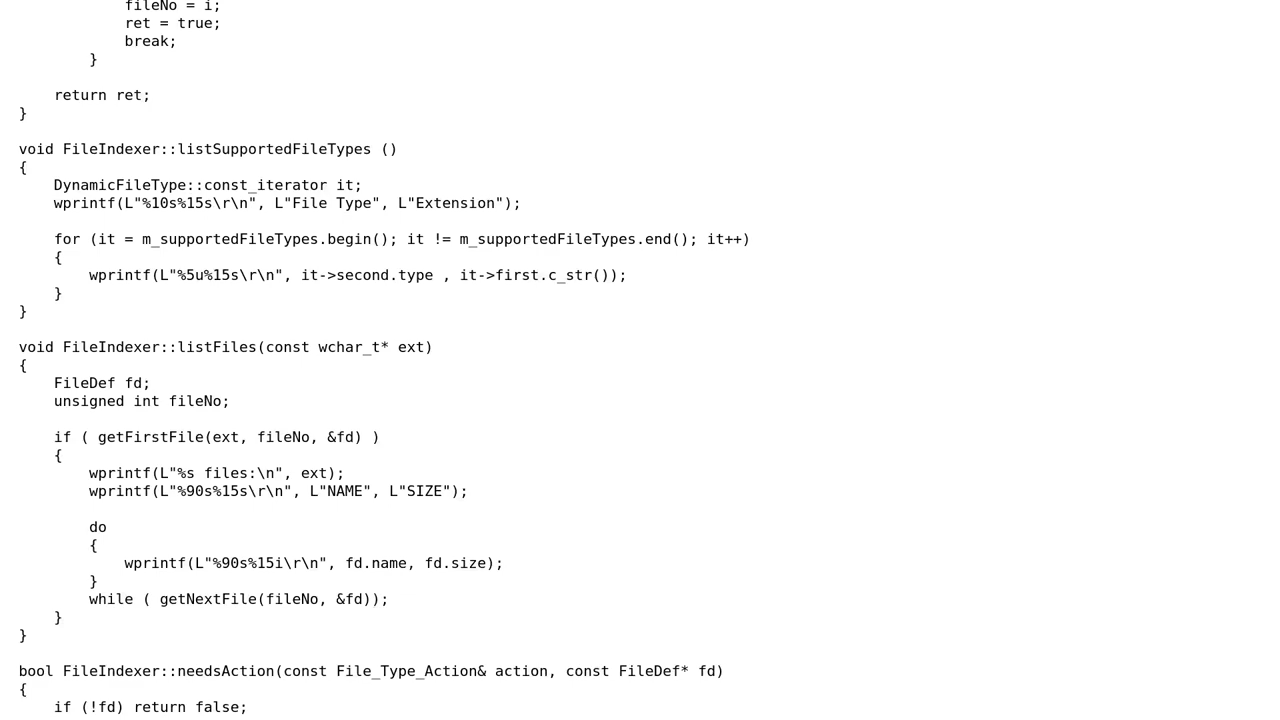 fileNo = i;
            ret = true;
            break;
        }

    return ret;
}

void FileIndexer::listSupportedFileTypes ()
{
    DynamicFileType::const_iterator it;
    wprintf(L"%10s%15s\r\n", L"File Type", L"Extension");

    for (it = m_supportedFileTypes.begin(); it != m_supportedFileTypes.end(); it++)
    {
        wprintf(L"%5u%15s\r\n", it->second.type , it->first.c_str());
    }
}

void FileIndexer::listFiles(const wchar_t* ext)
{
    FileDef fd;
    unsigned int fileNo;

    if ( getFirstFile(ext, fileNo, &fd) )
    {
        wprintf(L"%s files:\n", ext);
        wprintf(L"%90s%15s\r\n", L"NAME", L"SIZE");

        do
        {
            wprintf(L"%90s%15i\r\n", fd.name, fd.size);
        }
        while ( getNextFile(fileNo, &fd));
    }
}

bool FileIndexer::needsAction(const File_Type_Action& action, const FileDef* fd)
{
    if (!fd) return false;